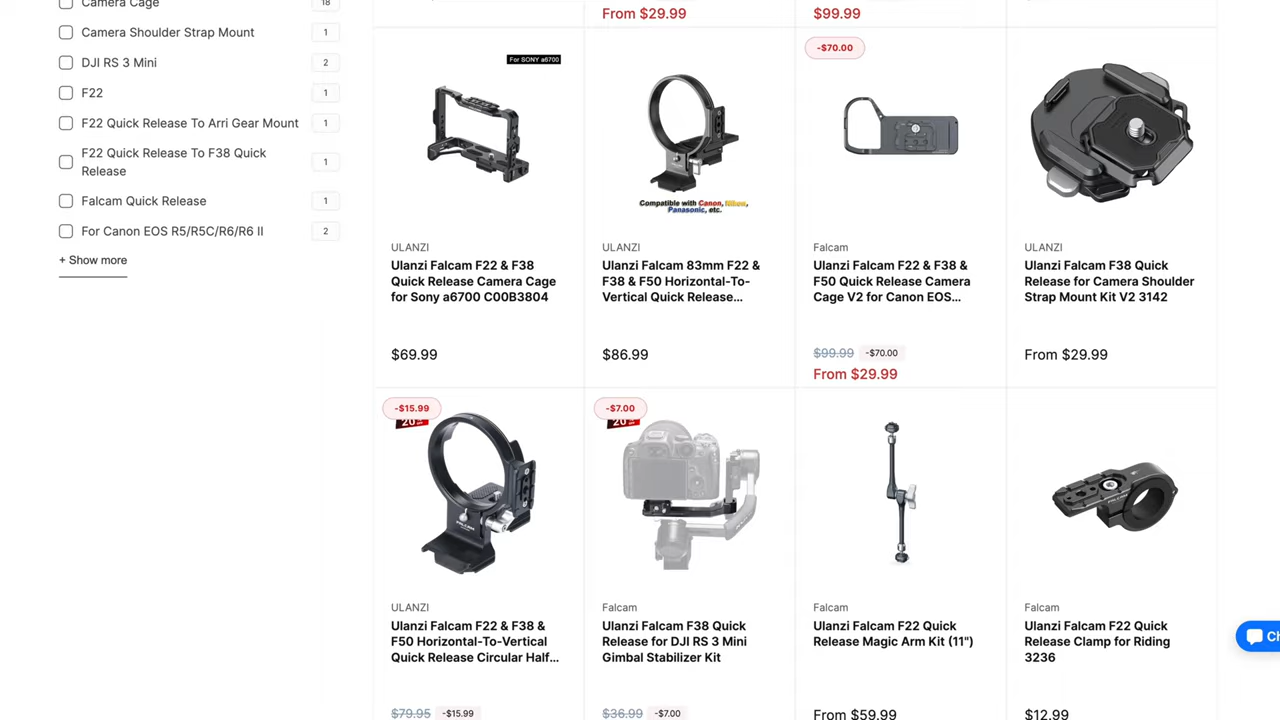 Camera Cage
18
Camera Shoulder Strap Mount
1
DJI RS 3 Mini
2
F22
1
F22 Quick Release To Arri Gear Mount
1
F22 Quick Release To F38 Quick
Release
1
Falcam Quick Release
1
For Canon EOS R5/R5C/R6/R6 II
2
+ Show more
From $29.99
$99.99
For SONY a6700
ULANZI
Ulanzi Falcam F22 & F38
Quick Release Camera Cage
for Sony a6700 C00B3804
$69.99
Compatible with Canon, Nikon,
Panasonic, etc.
ULANZI
Ulanzi Falcam 83mm F22 &
F38 & F50 Horizontal-To-
Vertical Quick Release...
$86.99
-$70.00
Falcam
Ulanzi Falcam F22 & F38 &
F50 Quick Release Camera
Cage V2 for Canon EOS...
$99.99 -$70.00
From $29.99
ULANZI
Ulanzi Falcam F38 Quick
Release for Camera Shoulder
Strap Mount Kit V2 3142
From $29.99
-$15.99
20
FALCAM
ULANZI
Ulanzi Falcam F22 & F38 &
F50 Horizontal-To-Vertical
Quick Release Circular Half...
$79.95 -$15.99
-$7.00
20
Falcam
Ulanzi Falcam F38 Quick
Release for DJI RS 3 Mini
Gimbal Stabilizer Kit
$36.99 -$7.00
Falcam
Ulanzi Falcam F22 Quick
Release Magic Arm Kit (11")
From $59.99
FALCAM
Falcam
Ulanzi Falcam F22 Quick
Release Clamp for Riding
3236
$12.99
Ch